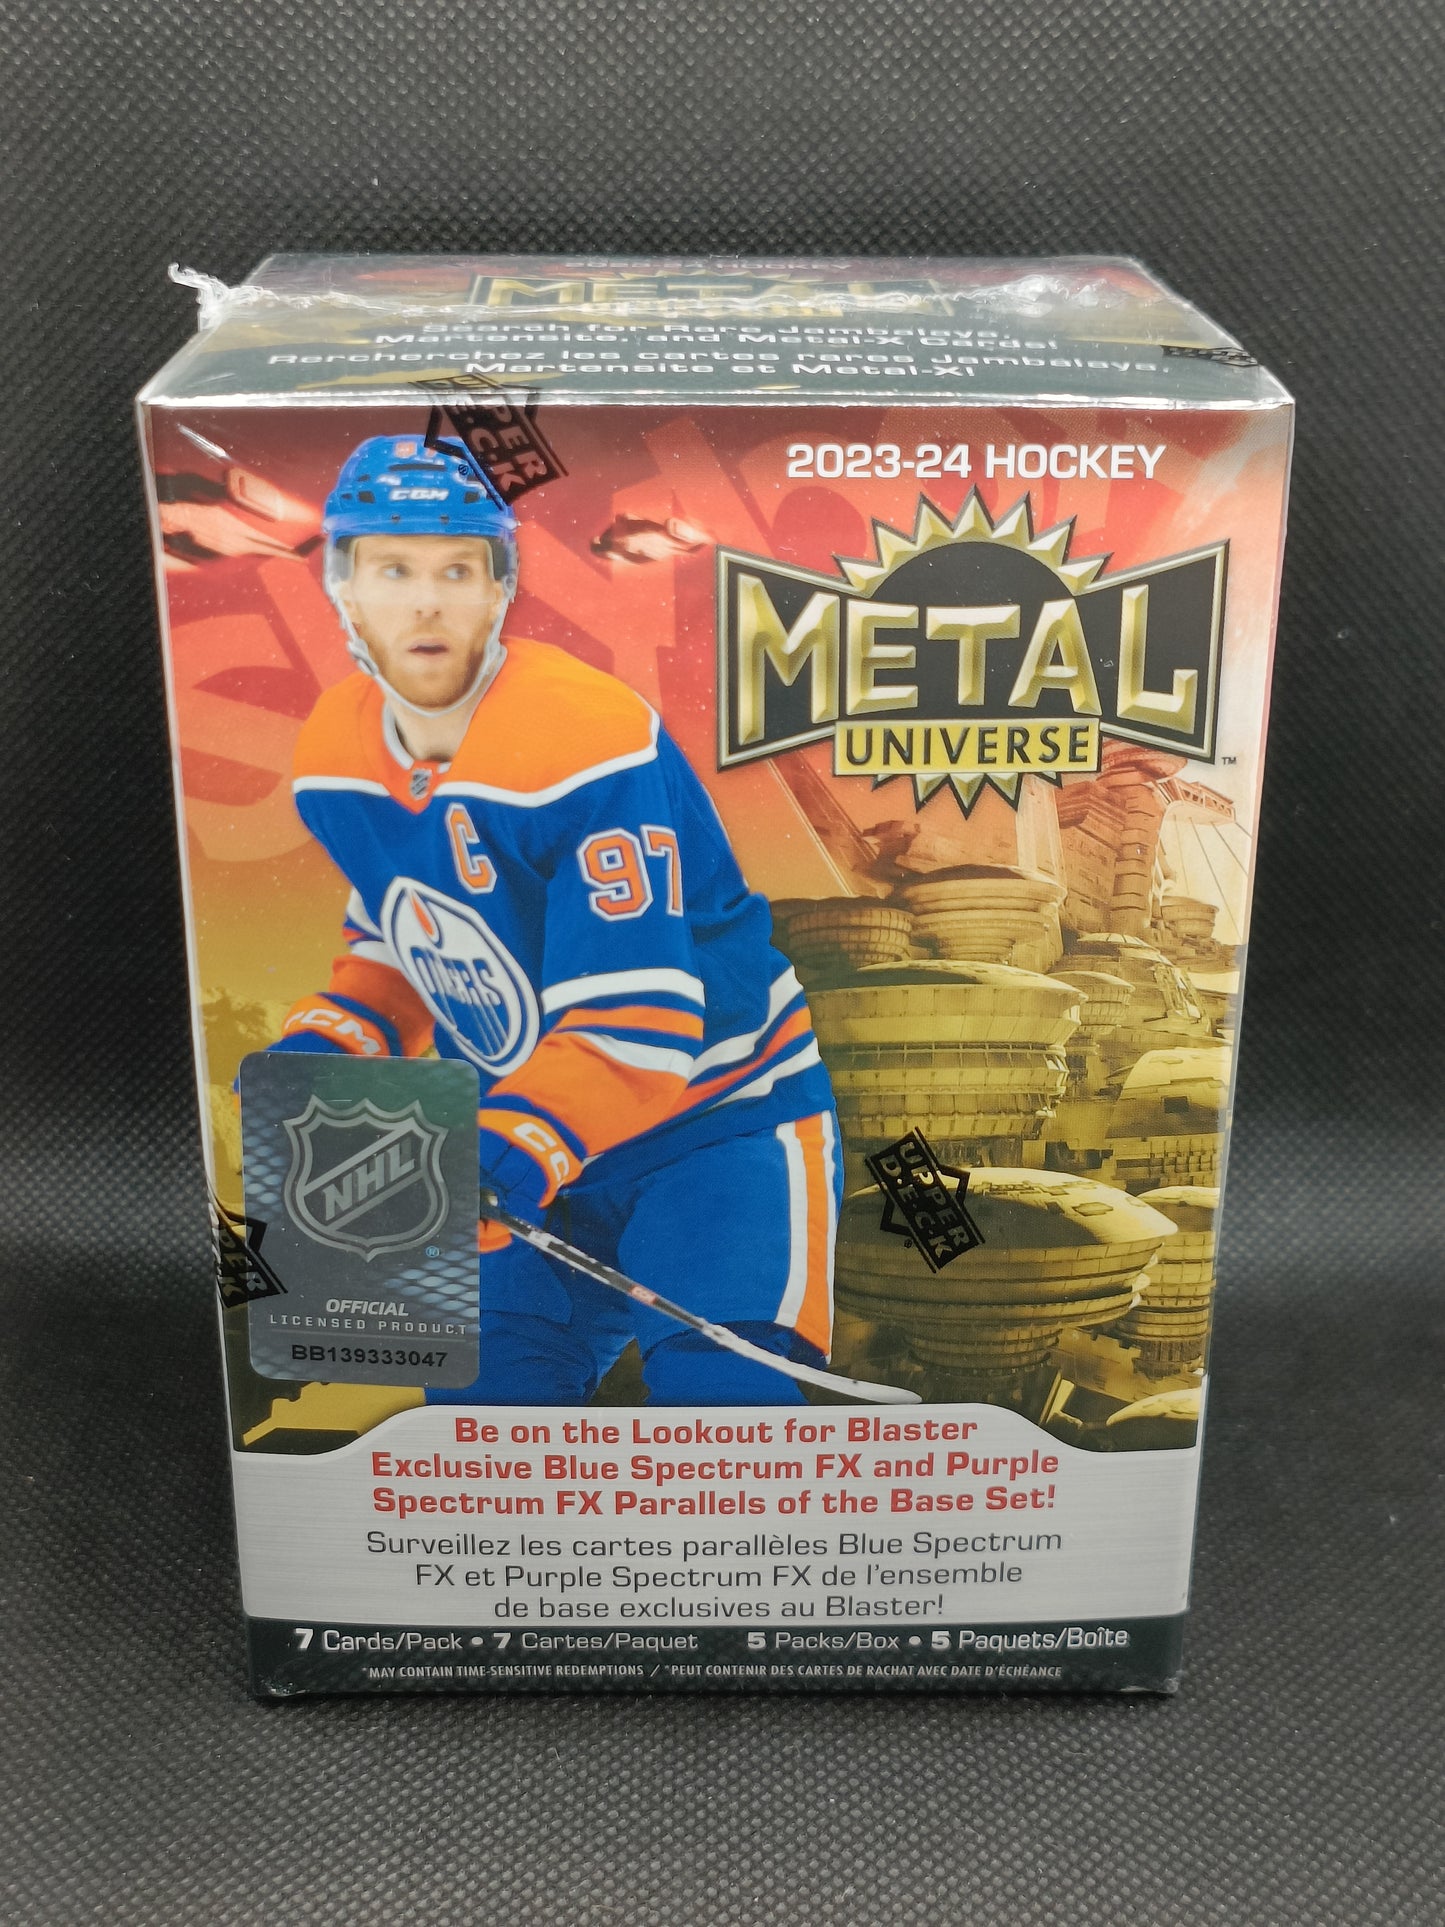 2023-24 HOCKEY
METAL
UNIVERSE
Search for Rare Jambalaya,
Martensite, and Metal-X Cards!
Recherchez les cartes rares Jambalaya,
Martensite et Metal-X!
UPPER
D.E.C.K
2023-24 HOCKEY
METAL
UNIVERSE
TM
CCM
C
97
OILERS
CCM
CC
UPPER
D.E.C.K
®
NHL
®
OFFICIAL
LICENSED PRODUCT
BB139333047
Be on the Lookout for Blaster
Exclusive Blue Spectrum FX and Purple
Spectrum FX Parallels of the Base Set!
Surveillez les cartes parallèles Blue Spectrum
FX et Purple Spectrum FX de l'ensemble
de base exclusives au Blaster!
7 Cards/Pack • 7 Cartes/Paquet 5 Packs/Box • 5 Paquets/Boîte
*MAY CONTAIN TIME-SENSITIVE REDEMPTIONS / *PEUT CONTENIR DES CARTES DE RACHAT AVEC DATE D'ÉCHÉANCE